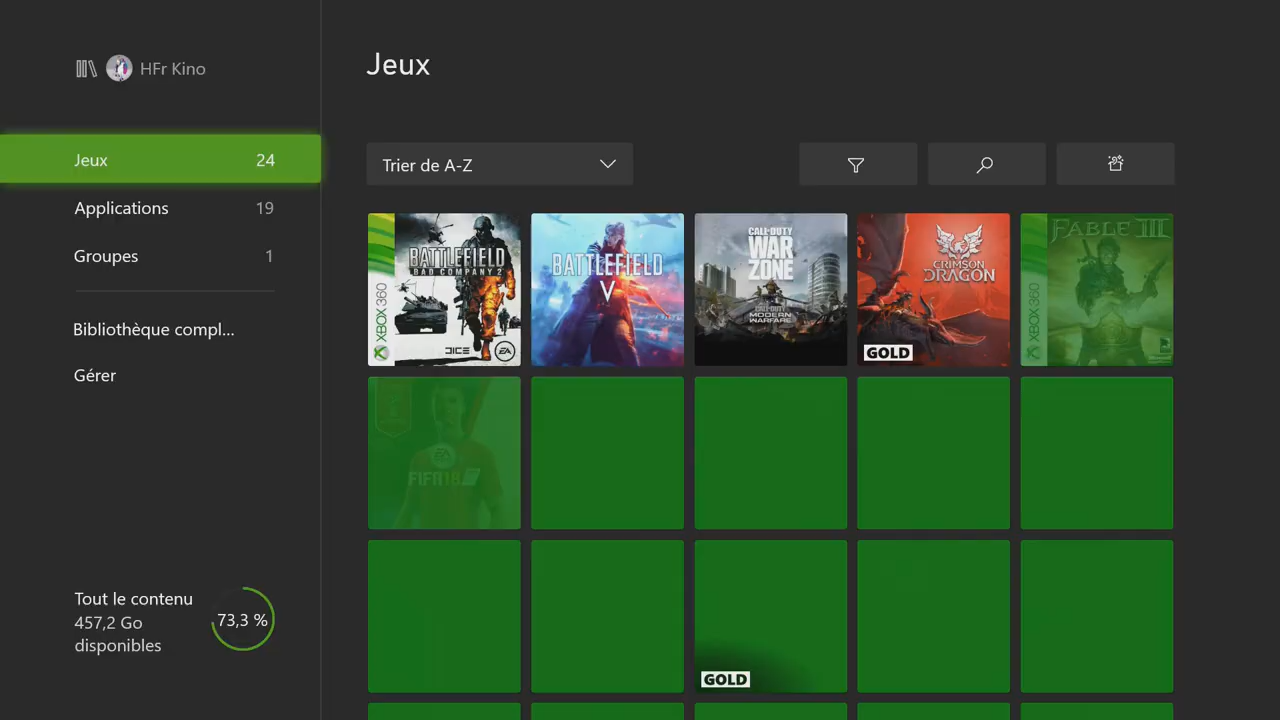 HFr Kino
Jeux
Jeux 24
Applications 19
Groupes 1
Bibliothèque compl...
Gérer
Tout le contenu
457,2 Go
disponibles
73,3 %
Trier de A-Z
XBOX 360
BATTLEFIELD
BAD COMPANY 2
DICE
EA
BATTLEFIELD
V
CALL OF DUTY
WAR
ZONE
CALL OF DUTY
MODERN
WARFARE
CRIMSON
DRAGON
GOLD
XBOX 360
FABLE III
EA
FIFA 18
GOLD